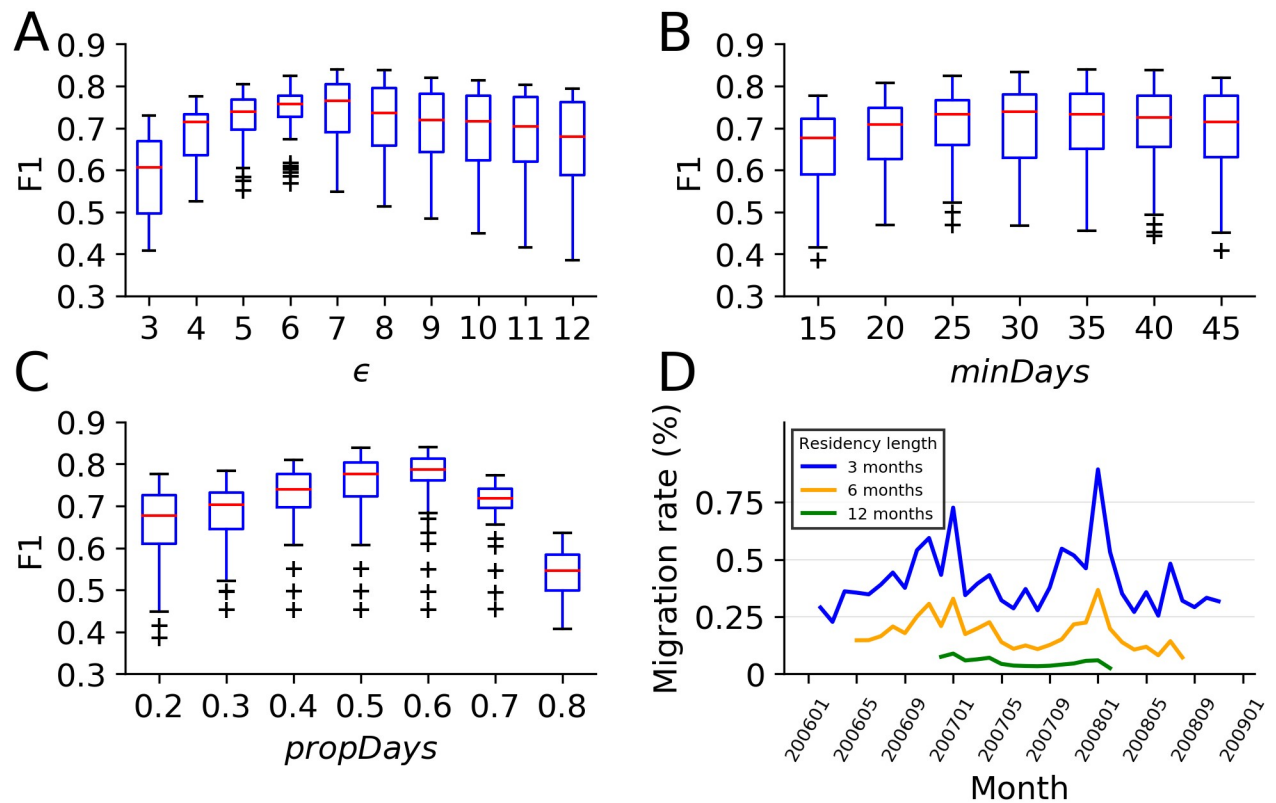 A
0.9
0.8
0.7
0.6
0.5
0.4
0.3
F1
3 4 5 6 7 8 9 10 11 12
ϵ
B
0.9
0.8
0.7
0.6
0.5
0.4
0.3
F1
15 20 25 30 35 40 45
minDays
C
0.9
0.8
0.7
0.6
0.5
0.4
0.3
F1
0.2 0.3 0.4 0.5 0.6 0.7 0.8
propDays
D
Migration rate (%)
0.75
0.5
0.25
0
Residency length
3 months
6 months
12 months
200601 200605 200609 200701 200705 200709 200801 200805 200809 200901
Month